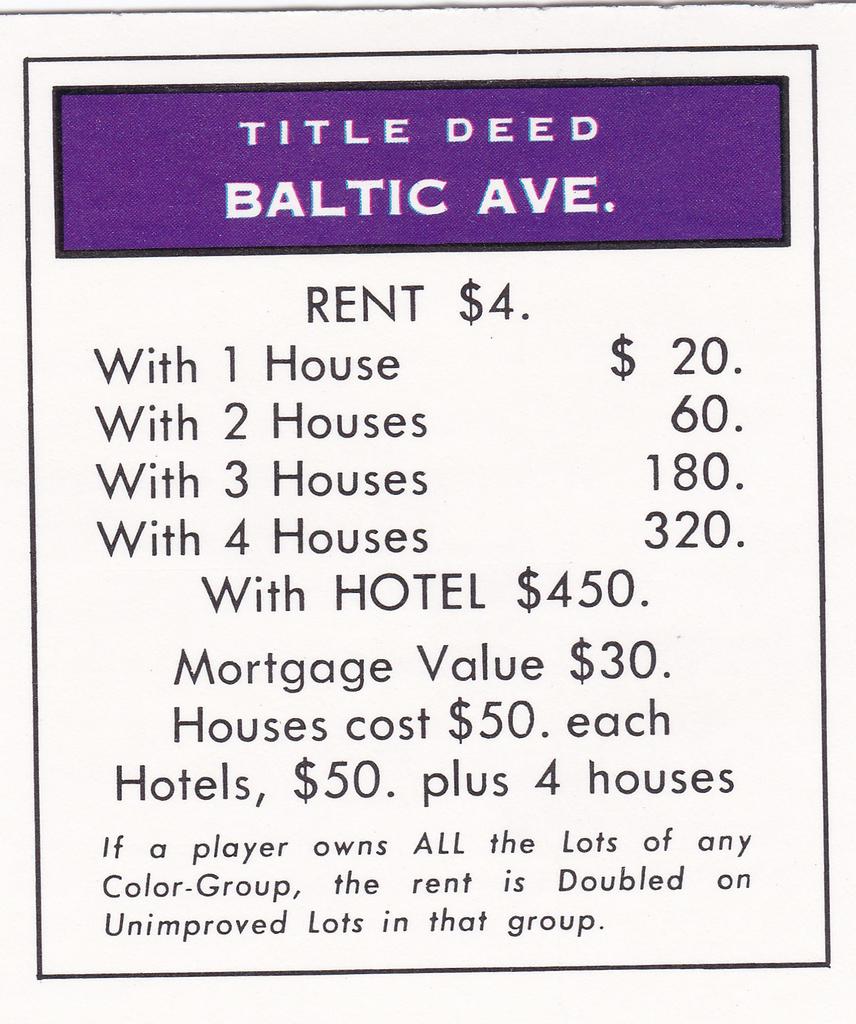 TITLE DEED
BALTIC AVE.
RENT $4.
With 1 House $ 20.
With 2 Houses 60.
With 3 Houses 180.
With 4 Houses 320.
With HOTEL $450.
Mortgage Value $30.
Houses cost $50. each
Hotels, $50. plus 4 houses
If a player owns ALL the Lots of any
Color-Group, the rent is Doubled on
Unimproved Lots in that group.